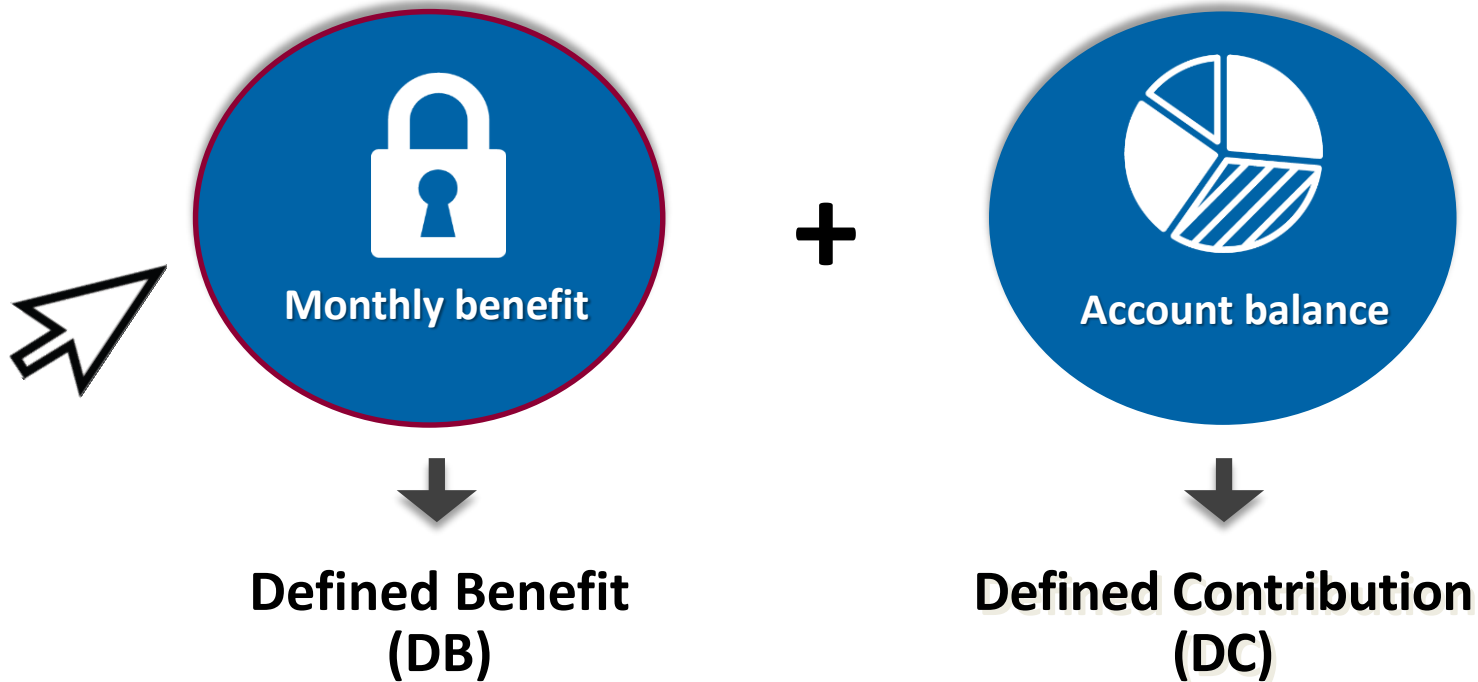 Monthly benefit
+
Account balance
Defined Benefit
(DB)
Defined Contribution
(DC)